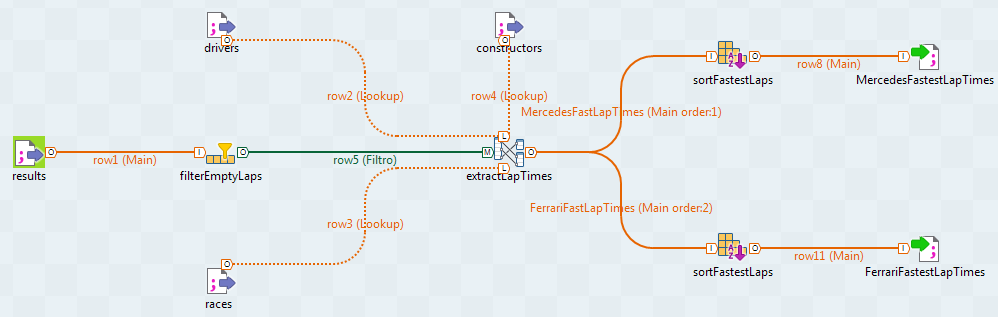 drivers
constructors
sortFastestLaps
row8 (Main)
MercedesFastestLapTimes
row2 (Lookup)
row4 (Lookup)
MercedesFastLapTimes (Main order:1)
results
row1 (Main)
filterEmptyLaps
row5 (Filtro)
extractLapTimes
row3 (Lookup)
FerrariFastLapTimes (Main order:2)
races
sortFastestLaps
row11 (Main)
FerrariFastestLapTimes